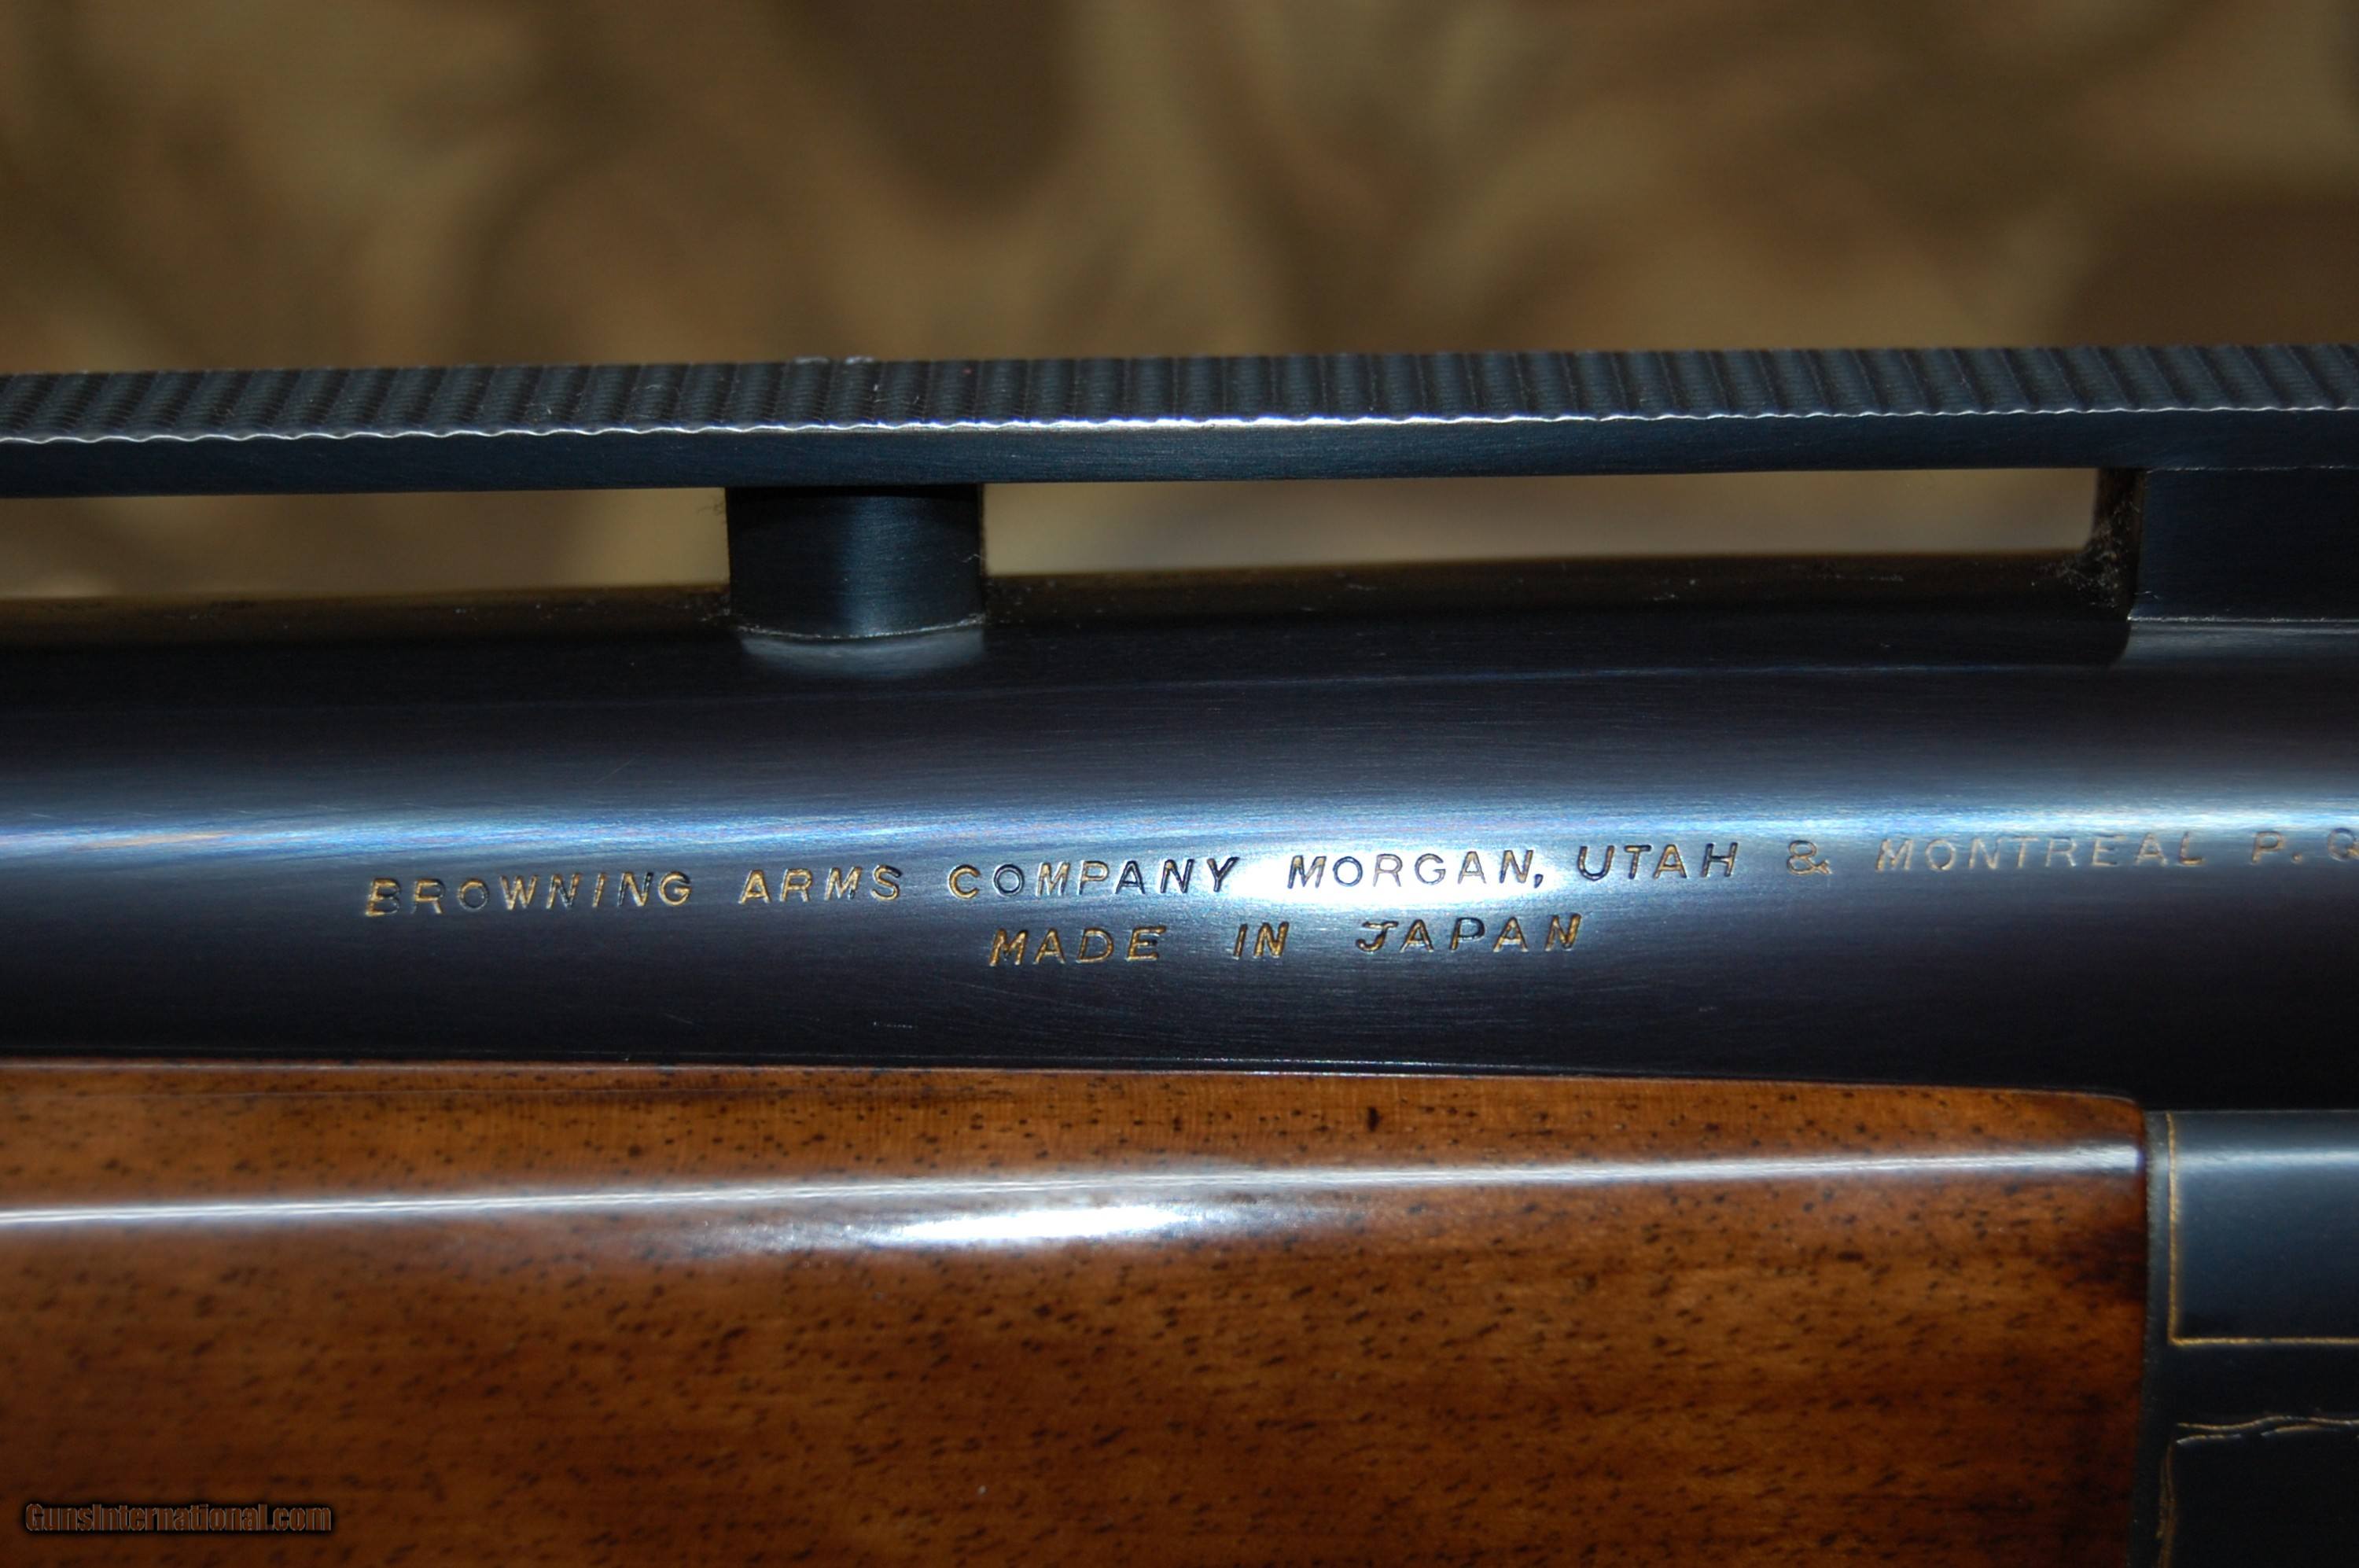 BROWNING ARMS COMPANY MORGAN, UTAH & MONTREAL P.Q
MADE IN JAPAN
GunsInternational.com